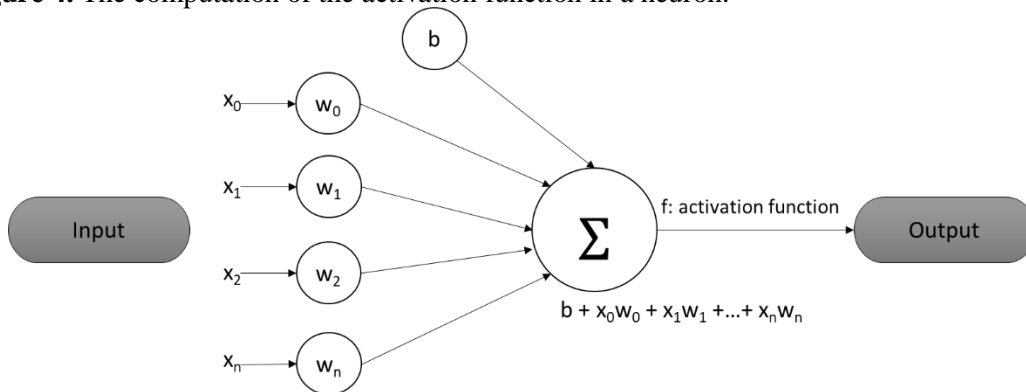 gure 4. The computation of the activation function in a neuron.
b
x₀ w₀
x₁ w₁
f: activation function
Input
Σ
Output
x₂ w₂
b + x₀w₀ + x₁w₁ +...+ xₙwₙ
xₙ wₙ